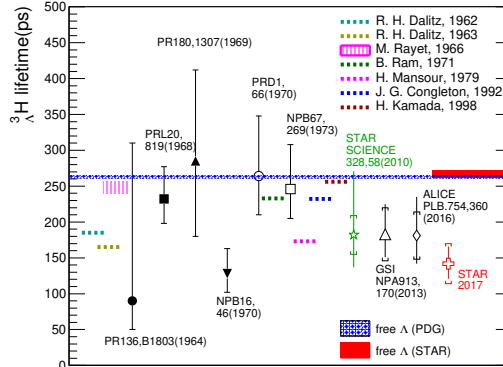 ³ΛH lifetime(ps)
500
450
400
350
300
250
200
150
100
50
0
R. H. Dalitz, 1962
R. H. Dalitz, 1963
M. Rayet, 1966
B. Ram, 1971
H. Mansour, 1979
J. G. Congleton, 1992
H. Kamada, 1998
PR180,1307(1969)
PRL20,
819(1968)
PRD1,
66(1970)
NPB67,
269(1973)
STAR
SCIENCE
328,58(2010)
ALICE
PLB.754,360
(2016)
GSI
NPA913,
170(2013)
STAR
2017
NPB16,
46(1970)
PR136,B1803(1964)
free Λ (PDG)
free Λ (STAR)